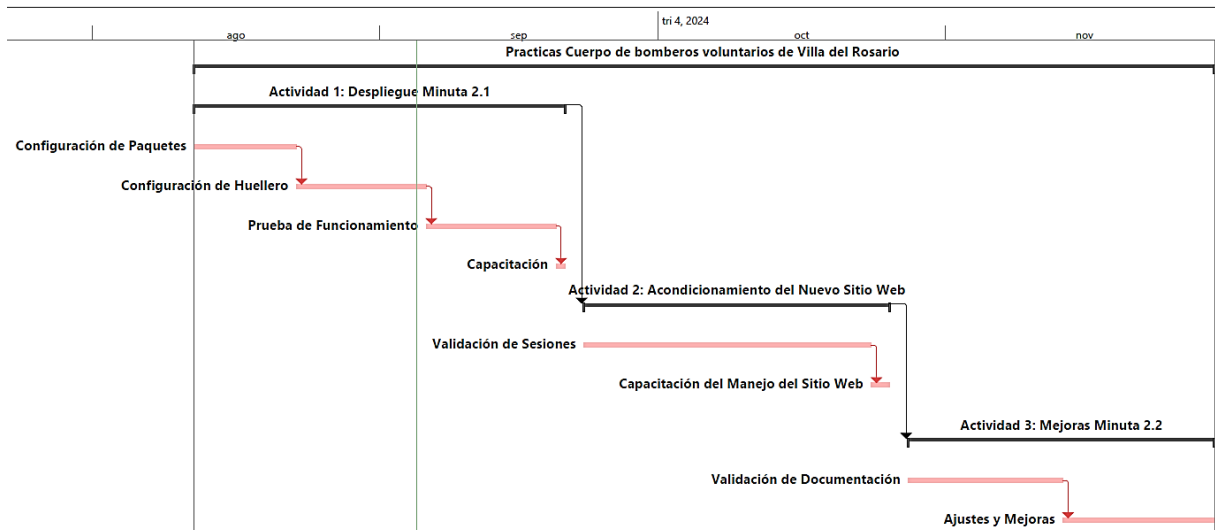 tri 4, 2024
ago
sep
oct
nov
Practicas Cuerpo de bomberos voluntarios de Villa del Rosario
Actividad 1: Despliegue Minuta 2.1
Configuración de Paquetes
Configuración de Huellero
Prueba de Funcionamiento
Capacitación
Actividad 2: Acondicionamiento del Nuevo Sitio Web
Validación de Sesiones
Capacitación del Manejo del Sitio Web
Actividad 3: Mejoras Minuta 2.2
Validación de Documentación
Ajustes y Mejoras